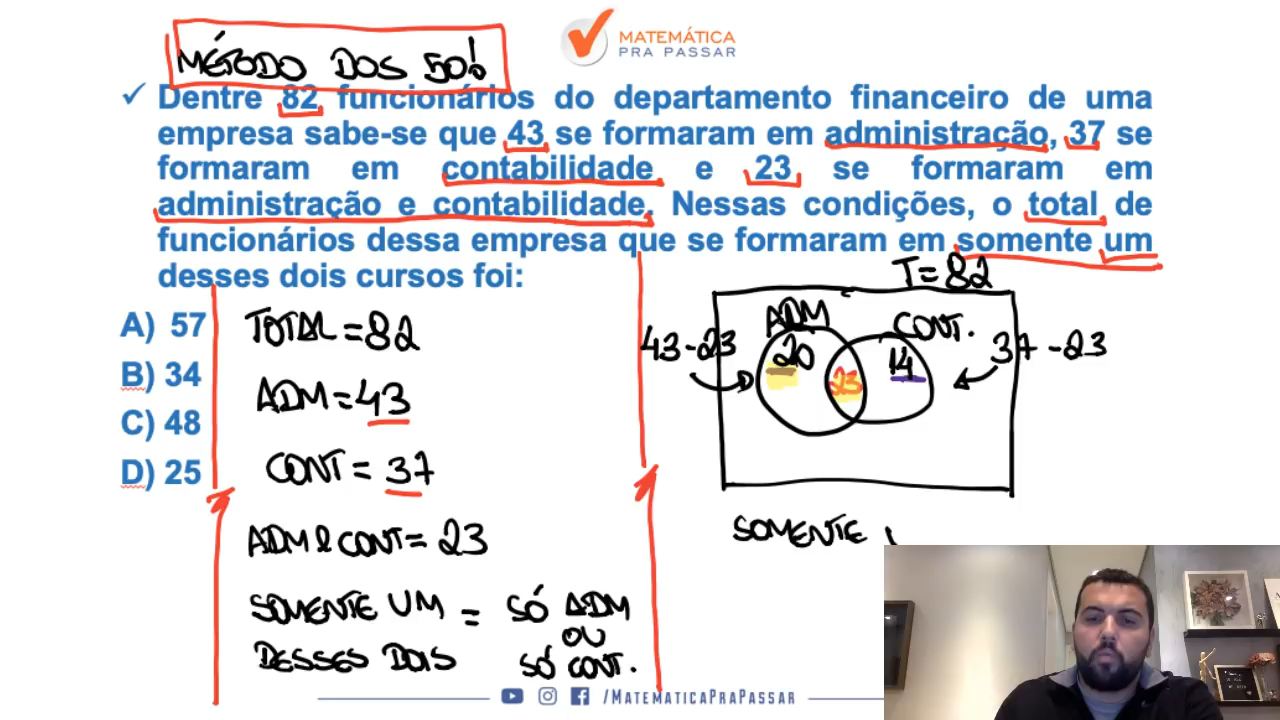 MÉTODO DOS 50!
MATEMÁTICA
PRA PASSAR
✓ Dentre 82 funcionários do departamento financeiro de uma
empresa sabe-se que 43 se formaram em administração, 37 se
formaram em contabilidade e 23 se formaram em
administração e contabilidade. Nessas condições, o total de
funcionários dessa empresa que se formaram em somente um
desses dois cursos foi:
A) 57
B) 34
C) 48
D) 25
TOTAL = 82
ADM = 43
CONT = 37
ADM & CONT = 23
SOMENTE UM = SÓ ADM
OU
DESSES DOIS SÓ CONT.
T = 82
ADM
CONT.
43-23
20
23
14
37-23
SOMENTE
/MATEMATICAPRAPASSAR